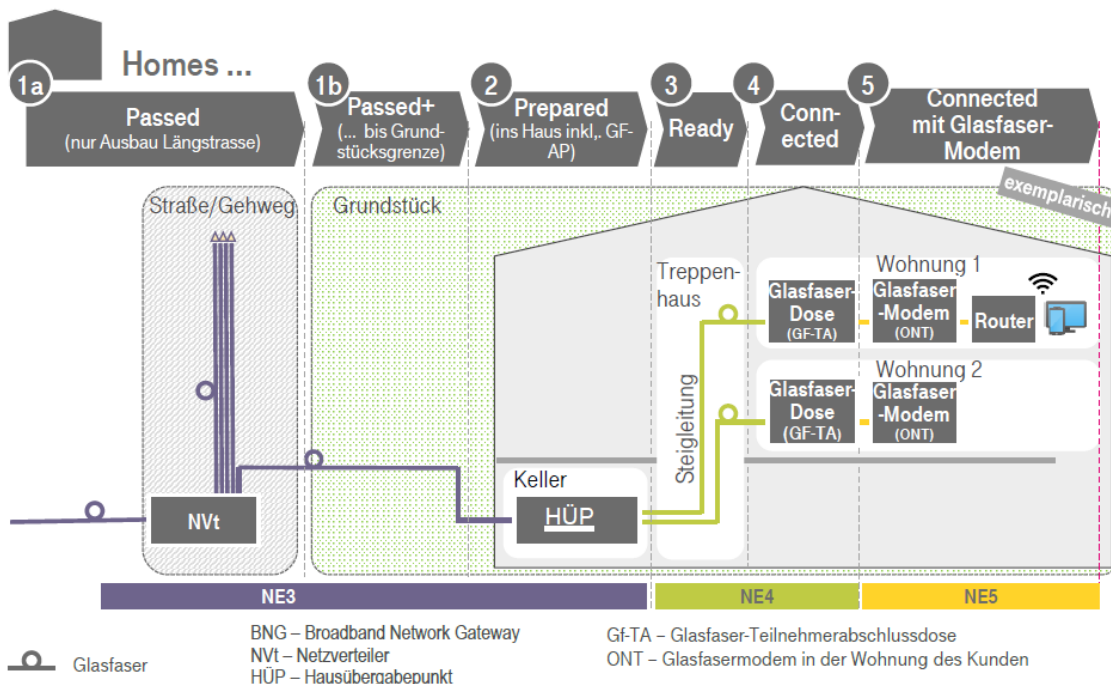 Homes ...
1a
Passed
(nur Ausbau Längstrasse)
1b
Passed+
(... bis Grund-
stücksgrenze)
2
Prepared
(ins Haus inkl,. GF-
AP)
3
Ready
4
Conn-
ected
5
Connected
mit Glasfaser-
Modem
exemplarisch
Straße/Gehweg
Grundstück
Treppen-
haus
Wohnung 1
Glasfaser-
Dose
(GF-TA)
Glasfaser
-Modem
(ONT)
Router
Wohnung 2
Glasfaser-
Dose
(GF-TA)
Glasfaser
-Modem
(ONT)
Steigleitung
Keller
HÜP
NVt
NE3
NE4
NE5
Glasfaser
BNG – Broadband Network Gateway
NVt – Netzverteiler
HÜP – Hausübergabepunkt
Gf-TA – Glasfaser-Teilnehmerabschlussdose
ONT – Glasfasermodem in der Wohnung des Kunden